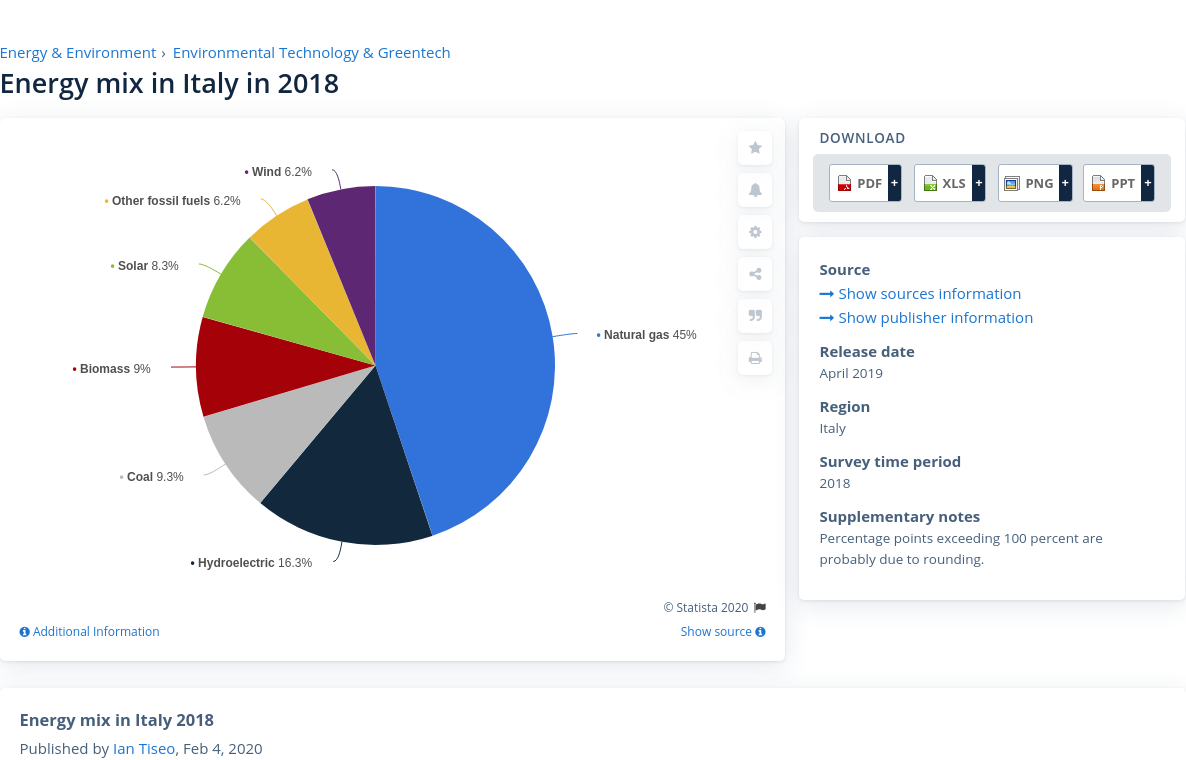 Energy & Environment › Environmental Technology & Greentech
Energy mix in Italy in 2018
• Wind 6.2%
• Other fossil fuels 6.2%
• Solar 8.3%
• Natural gas 45%
• Biomass 9%
• Coal 9.3%
• Hydroelectric 16.3%
© Statista 2020
Additional Information
Show source
DOWNLOAD
PDF +
XLS +
PNG +
PPT +
Source
Show sources information
Show publisher information
Release date
April 2019
Region
Italy
Survey time period
2018
Supplementary notes
Percentage points exceeding 100 percent are
probably due to rounding.
Energy mix in Italy 2018
Published by Ian Tiseo, Feb 4, 2020